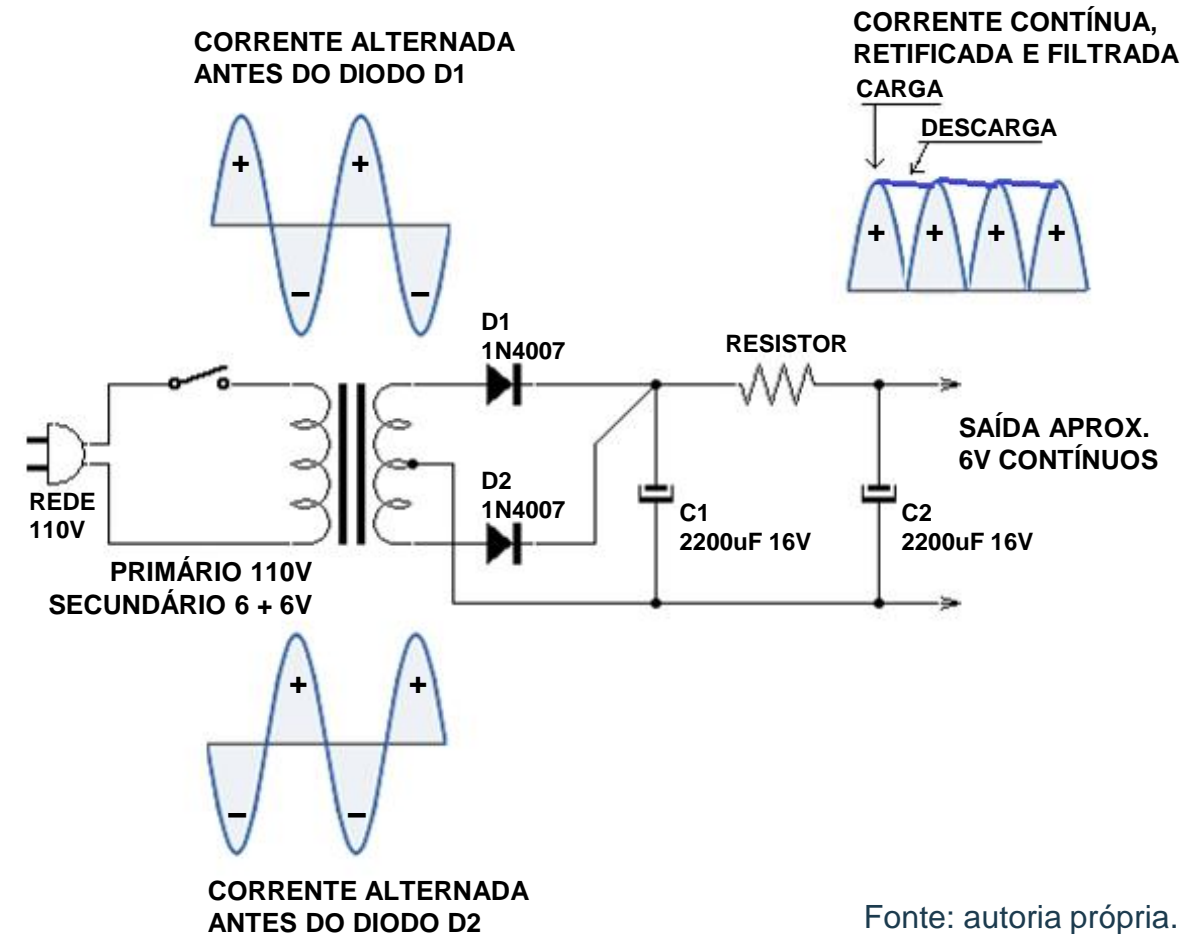 CORRENTE ALTERNADA
ANTES DO DIODO D1
CORRENTE CONTÍNUA,
RETIFICADA E FILTRADA
CARGA
DESCARGA
+
+
–
–
+
+
+
+
D1
1N4007
RESISTOR
REDE
110V
D2
1N4007
C1
2200uF 16V
C2
2200uF 16V
SAÍDA APROX.
6V CONTÍNUOS
PRIMÁRIO 110V
SECUNDÁRIO 6 + 6V
+
+
–
–
CORRENTE ALTERNADA
ANTES DO DIODO D2
Fonte: autoria própria.